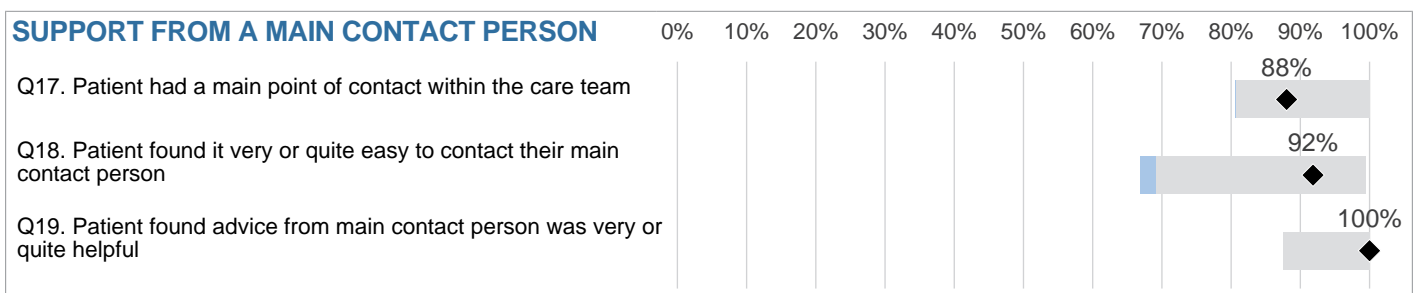 SUPPORT FROM A MAIN CONTACT PERSON 0% 10% 20% 30% 40% 50% 60% 70% 80% 90% 100%
Q17. Patient had a main point of contact within the care team 88%
Q18. Patient found it very or quite easy to contact their main
contact person 92%
Q19. Patient found advice from main contact person was very or
quite helpful 100%